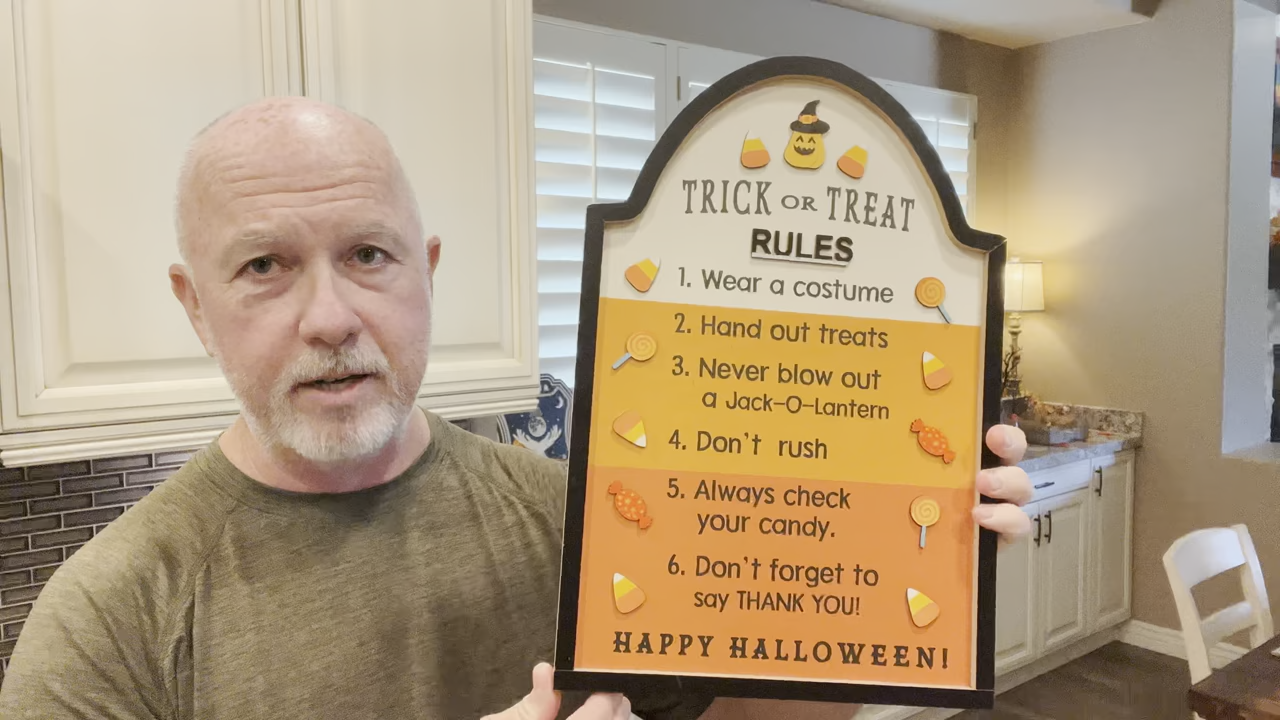 TRICK OR TREAT
RULES
1. Wear a costume
2. Hand out treats
3. Never blow out
a Jack-O-Lantern
4. Don't rush
5. Always check
your candy.
6. Don't forget to
say THANK YOU!
HAPPY HALLOWEEN!